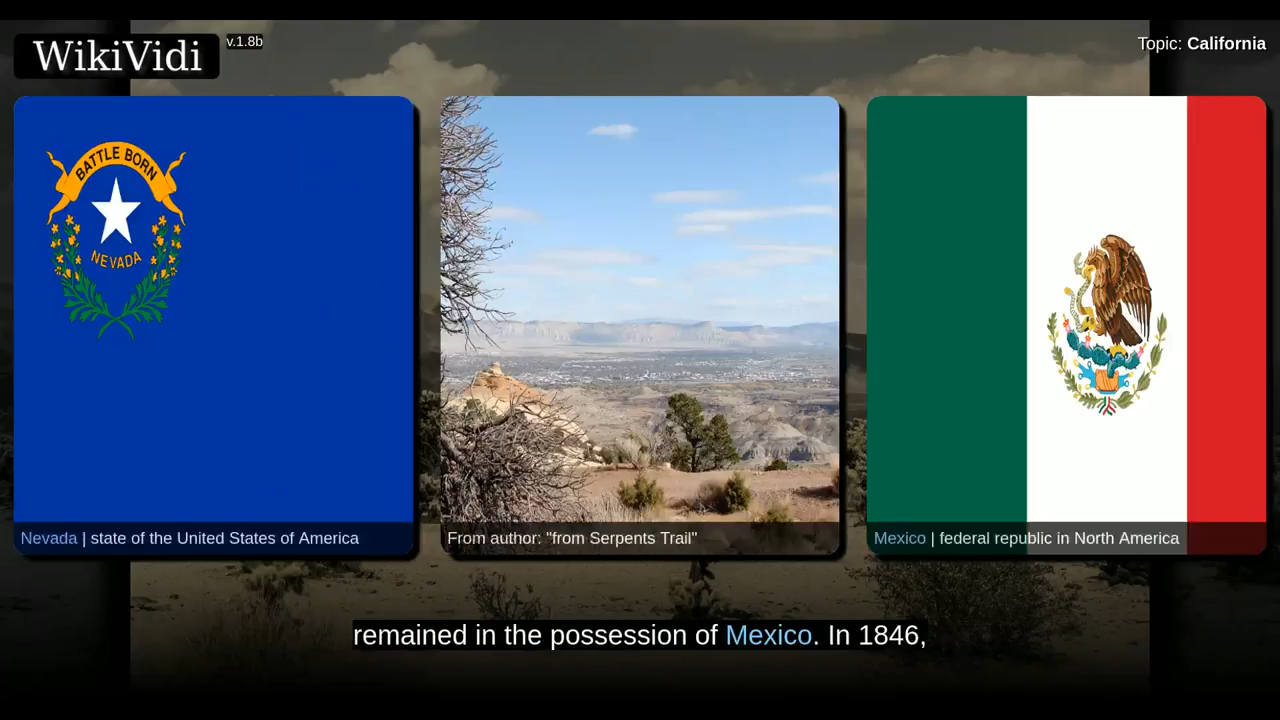 WikiVidi
v.1.8b
Topic: California
BATTLE BORN
NEVADA
Nevada | state of the United States of America
From author: "from Serpents Trail"
Mexico | federal republic in North America
remained in the possession of Mexico. In 1846,